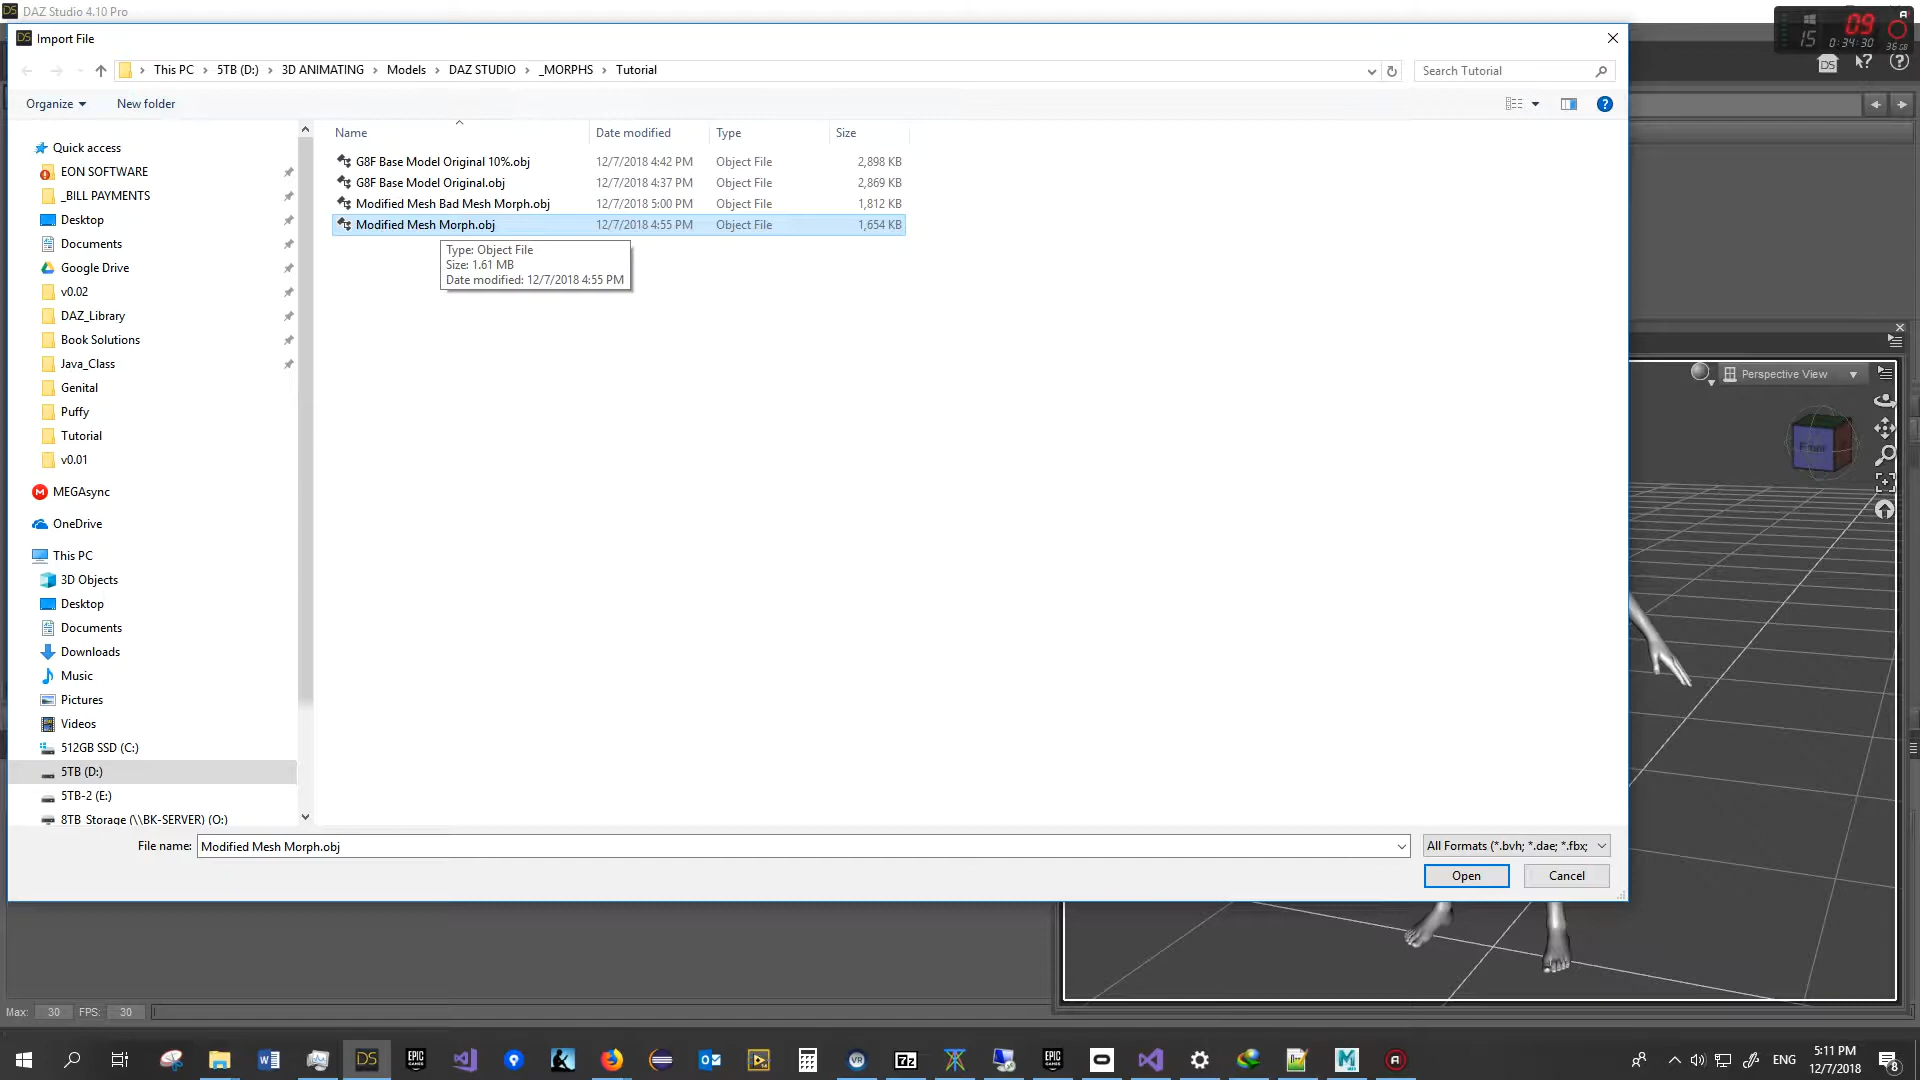 DAZ Studio 4.10 Pro
Import File
This PC > 5TB (D:) > 3D ANIMATING > Models > DAZ STUDIO > _MORPHS > Tutorial
Search Tutorial
Organize
New folder
Name
Date modified
Type
Size
G8F Base Model Original 10%.obj 12/7/2018 4:42 PM Object File 2,898 KB
G8F Base Model Original.obj 12/7/2018 4:37 PM Object File 2,869 KB
Modified Mesh Bad Mesh Morph.obj 12/7/2018 5:00 PM Object File 1,812 KB
Modified Mesh Morph.obj 12/7/2018 4:55 PM Object File 1,654 KB
Type: Object File
Size: 1.61 MB
Date modified: 12/7/2018 4:55 PM
Quick access
EON SOFTWARE
_BILL PAYMENTS
Desktop
Documents
Google Drive
v0.02
DAZ_Library
Book Solutions
Java_Class
Genital
Puffy
Tutorial
v0.01
MEGAsync
OneDrive
This PC
3D Objects
Desktop
Documents
Downloads
Music
Pictures
Videos
512GB SSD (C:)
5TB (D:)
5TB-2 (E:)
8TB Storage (\\BK-SERVER) (O:)
File name: Modified Mesh Morph.obj
All Formats (*.bvh; *.dae; *.fbx;
Open
Cancel
09
15
0:34:30
36GB
DS
Perspective View
Front
Max: 30 FPS: 30
ENG
5:11 PM
12/7/2018
8